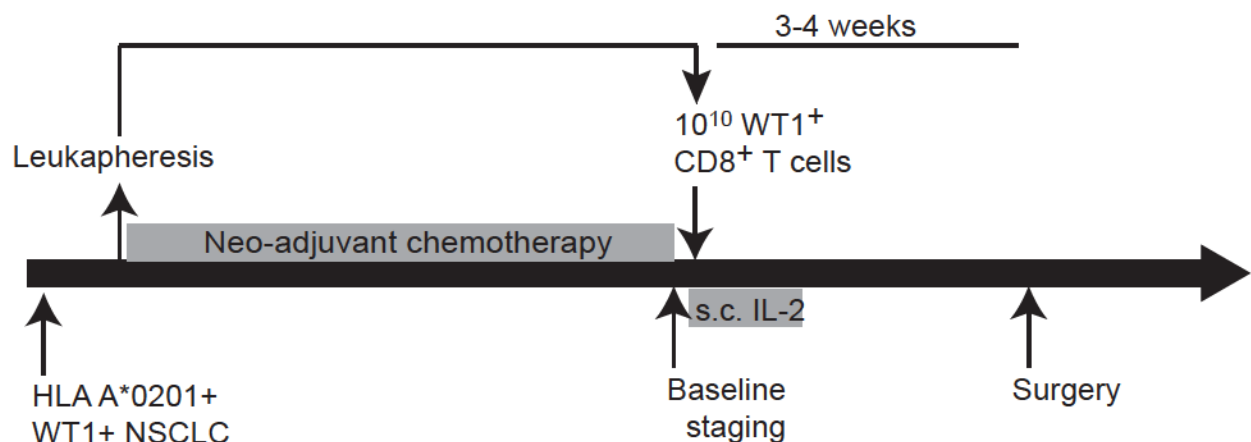 3-4 weeks
10¹⁰ WT1⁺
CD8⁺ T cells
Leukapheresis
Neo-adjuvant chemotherapy
s.c. IL-2
HLA A*0201+
WT1+ NSCLC
Baseline
staging
Surgery